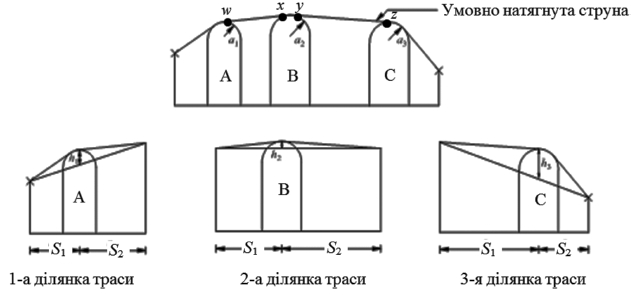 w x y z Умовно натягнута струна
a₁ a₂ a₃
A B C
h₁ h₂ h₃
A B C
S₁ S₂ S₁ S₂ S₁ S₂
1-а ділянка траси 2-а ділянка траси 3-я ділянка траси